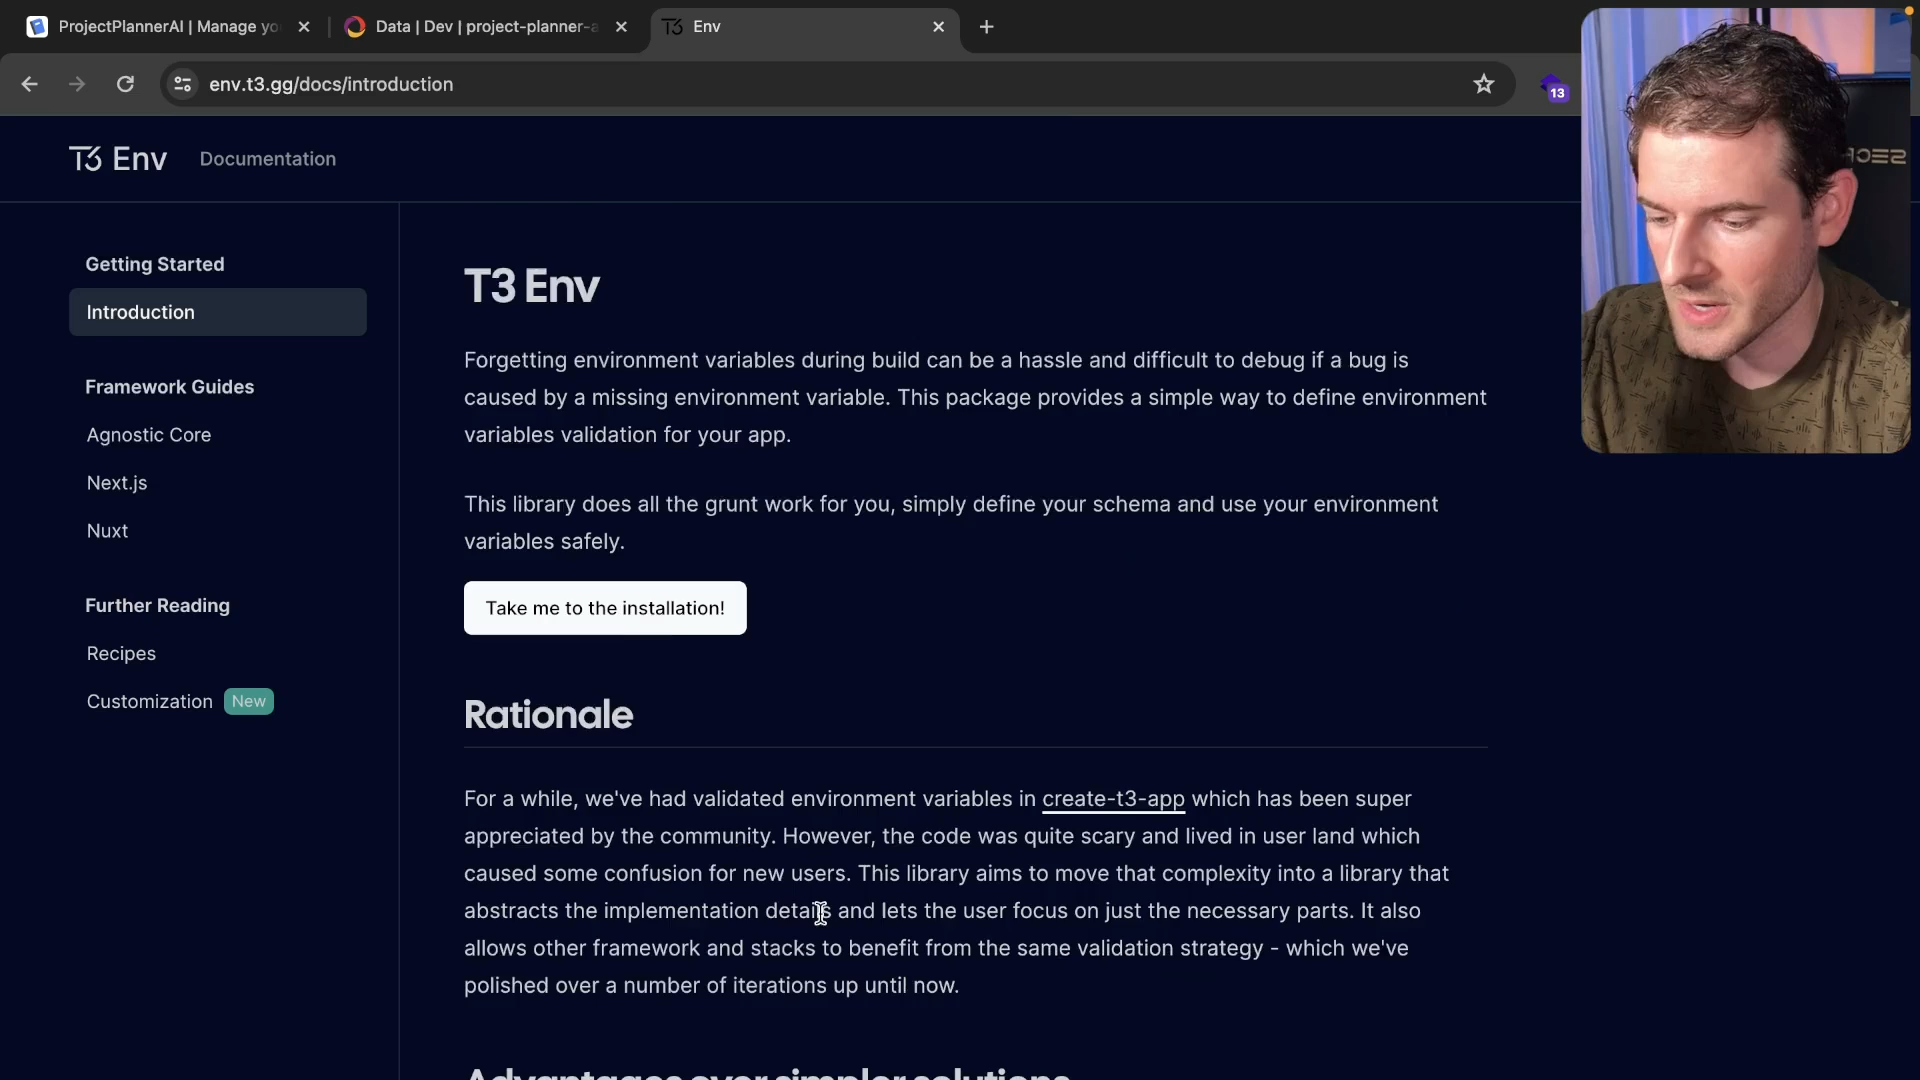 ProjectPlannerAI | Manage yo
Data | Dev | project-planner-a
Env
env.t3.gg/docs/introduction
13
T3 Env
Documentation
Getting Started
Introduction
Framework Guides
Agnostic Core
Next.js
Nuxt
Further Reading
Recipes
Customization New
T3 Env
Forgetting environment variables during build can be a hassle and difficult to debug if a bug is
caused by a missing environment variable. This package provides a simple way to define environment
variables validation for your app.
This library does all the grunt work for you, simply define your schema and use your environment
variables safely.
Take me to the installation!
Rationale
For a while, we've had validated environment variables in create-t3-app which has been super
appreciated by the community. However, the code was quite scary and lived in user land which
caused some confusion for new users. This library aims to move that complexity into a library that
abstracts the implementation details and lets the user focus on just the necessary parts. It also
allows other framework and stacks to benefit from the same validation strategy - which we've
polished over a number of iterations up until now.
Advantages over simpler solutions